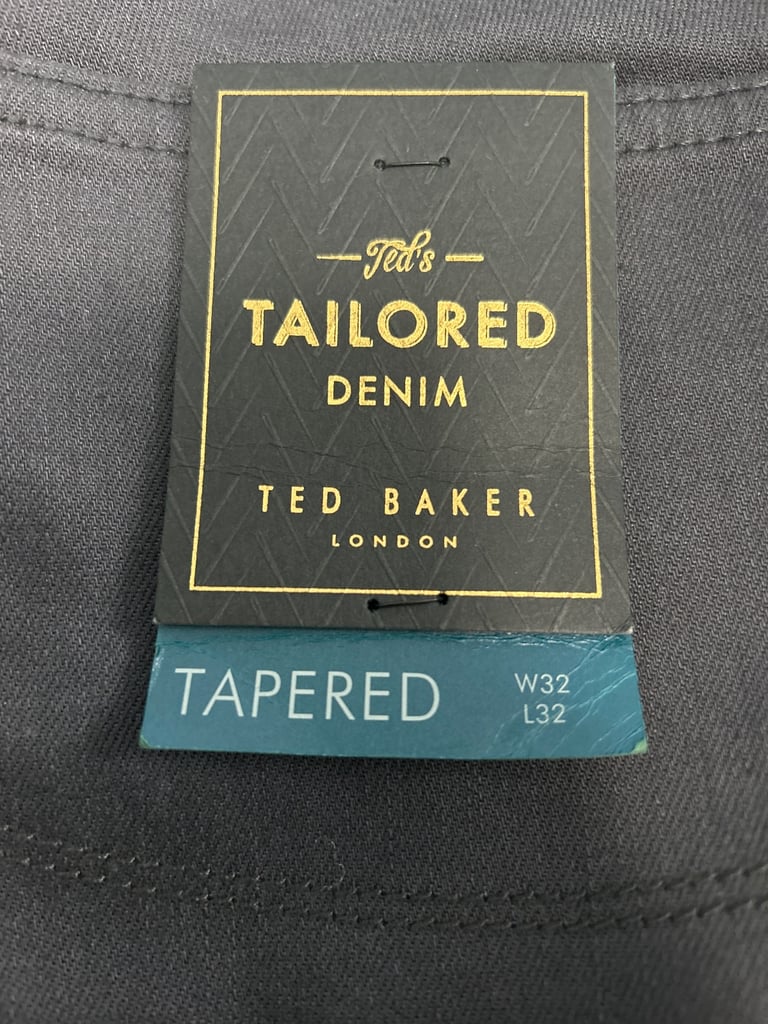 Ted's
TAILORED
DENIM
TED BAKER
LONDON
TAPERED
W32
L32